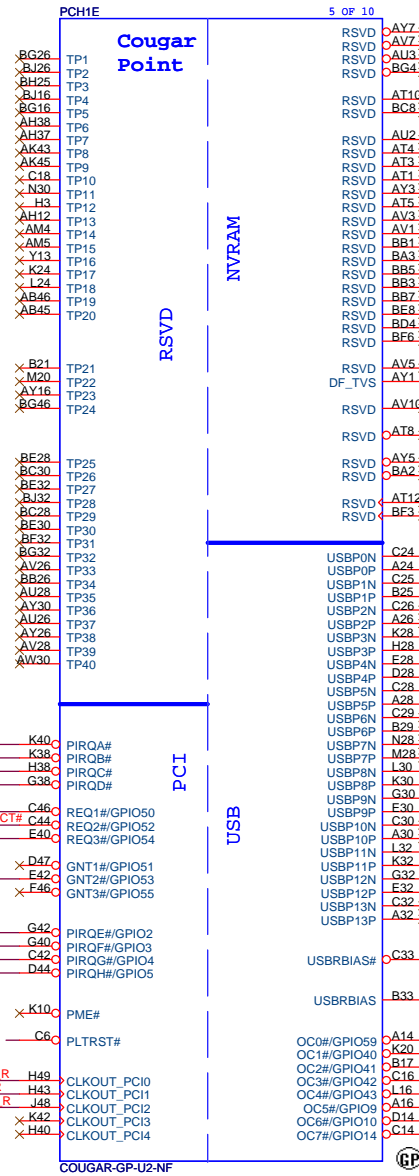 PCH1E 5 OF 10
Cougar
Point
RSVD
NVRAM
PCI
USB
BG26 TP1
BJ26 TP2
BH25 TP3
BJ16 TP4
BG16 TP5
AH38 TP6
AH37 TP7
AK43 TP8
AK45 TP9
C18 TP10
N30 TP11
H3 TP12
AH12 TP13
AM4 TP14
AM5 TP15
Y13 TP16
K24 TP17
L24 TP18
AB46 TP19
AB45 TP20
B21 TP21
M20 TP22
AY16 TP23
BG46 TP24
BE28 TP25
BC30 TP26
BE32 TP27
BJ32 TP28
BC28 TP29
BE30 TP30
BF32 TP31
BG32 TP32
AV26 TP33
BB26 TP34
AU28 TP35
AY30 TP36
AU26 TP37
AY26 TP38
AV28 TP39
AW30 TP40
K40 PIRQA#
K38 PIRQB#
H38 PIRQC#
G38 PIRQD#
C46 REQ1#/GPIO50
CT# C44 REQ2#/GPIO52
E40 REQ3#/GPIO54
D47 GNT1#/GPIO51
E42 GNT2#/GPIO53
F46 GNT3#/GPIO55
G42 PIRQE#/GPIO2
G40 PIRQF#/GPIO3
C42 PIRQG#/GPIO4
D44 PIRQH#/GPIO5
K10 PME#
C6 PLTRST#
R H49 CLKOUT_PCI0
R H43 CLKOUT_PCI1
R J48 CLKOUT_PCI2
K42 CLKOUT_PCI3
H40 CLKOUT_PCI4
RSVD AY7
RSVD AV7
RSVD AU3
RSVD BG4
RSVD AT10
RSVD BC8
RSVD AU2
RSVD AT4
RSVD AT3
RSVD AT1
RSVD AY3
RSVD AT5
RSVD AV3
RSVD AV1
RSVD BB1
RSVD BA3
RSVD BB5
RSVD BB3
RSVD BB7
RSVD BE8
RSVD BD4
RSVD BF6
RSVD AV5
DF_TVS AY1
RSVD AV10
RSVD AT8
RSVD AY5
RSVD BA2
RSVD AT12
RSVD BF3
USBP0N C24
USBP0P A24
USBP1N C25
USBP1P B25
USBP2N C26
USBP2P A26
USBP3N K28
USBP3P H28
USBP4N E28
USBP4P D28
USBP5N C28
USBP5P A28
USBP6N C29
USBP6P B29
USBP7N N28
USBP7P M28
USBP8N L30
USBP8P K30
USBP9N G30
USBP9P E30
USBP10N C30
USBP10P A30
USBP11N L32
USBP11P K32
USBP12N G32
USBP12P E32
USBP13N C32
USBP13P A32
USBRBIAS# C33
USBRBIAS B33
OC0#/GPIO59 A14
OC1#/GPIO40 K20
OC2#/GPIO41 B17
OC3#/GPIO42 C16
OC4#/GPIO43 L16
OC5#/GPIO9 A16
OC6#/GPIO10 D14
OC7#/GPIO14 C14
COUGAR-GP-U2-NF
GP